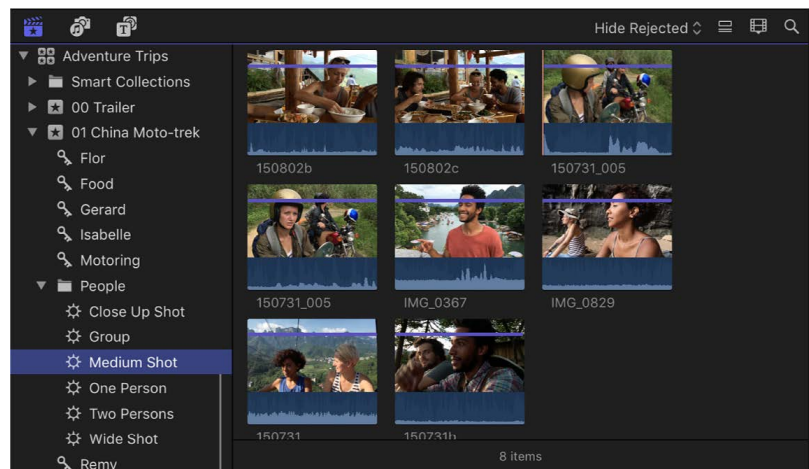 Hide Rejected
Adventure Trips
Smart Collections
00 Trailer
01 China Moto-trek
Flor
Food
Gerard
Isabelle
Motoring
People
Close Up Shot
Group
Medium Shot
One Person
Two Persons
Wide Shot
Remy
150802b
150802c
150731_005
150731_005
IMG_0367
IMG_0829
150731
150731b
8 items